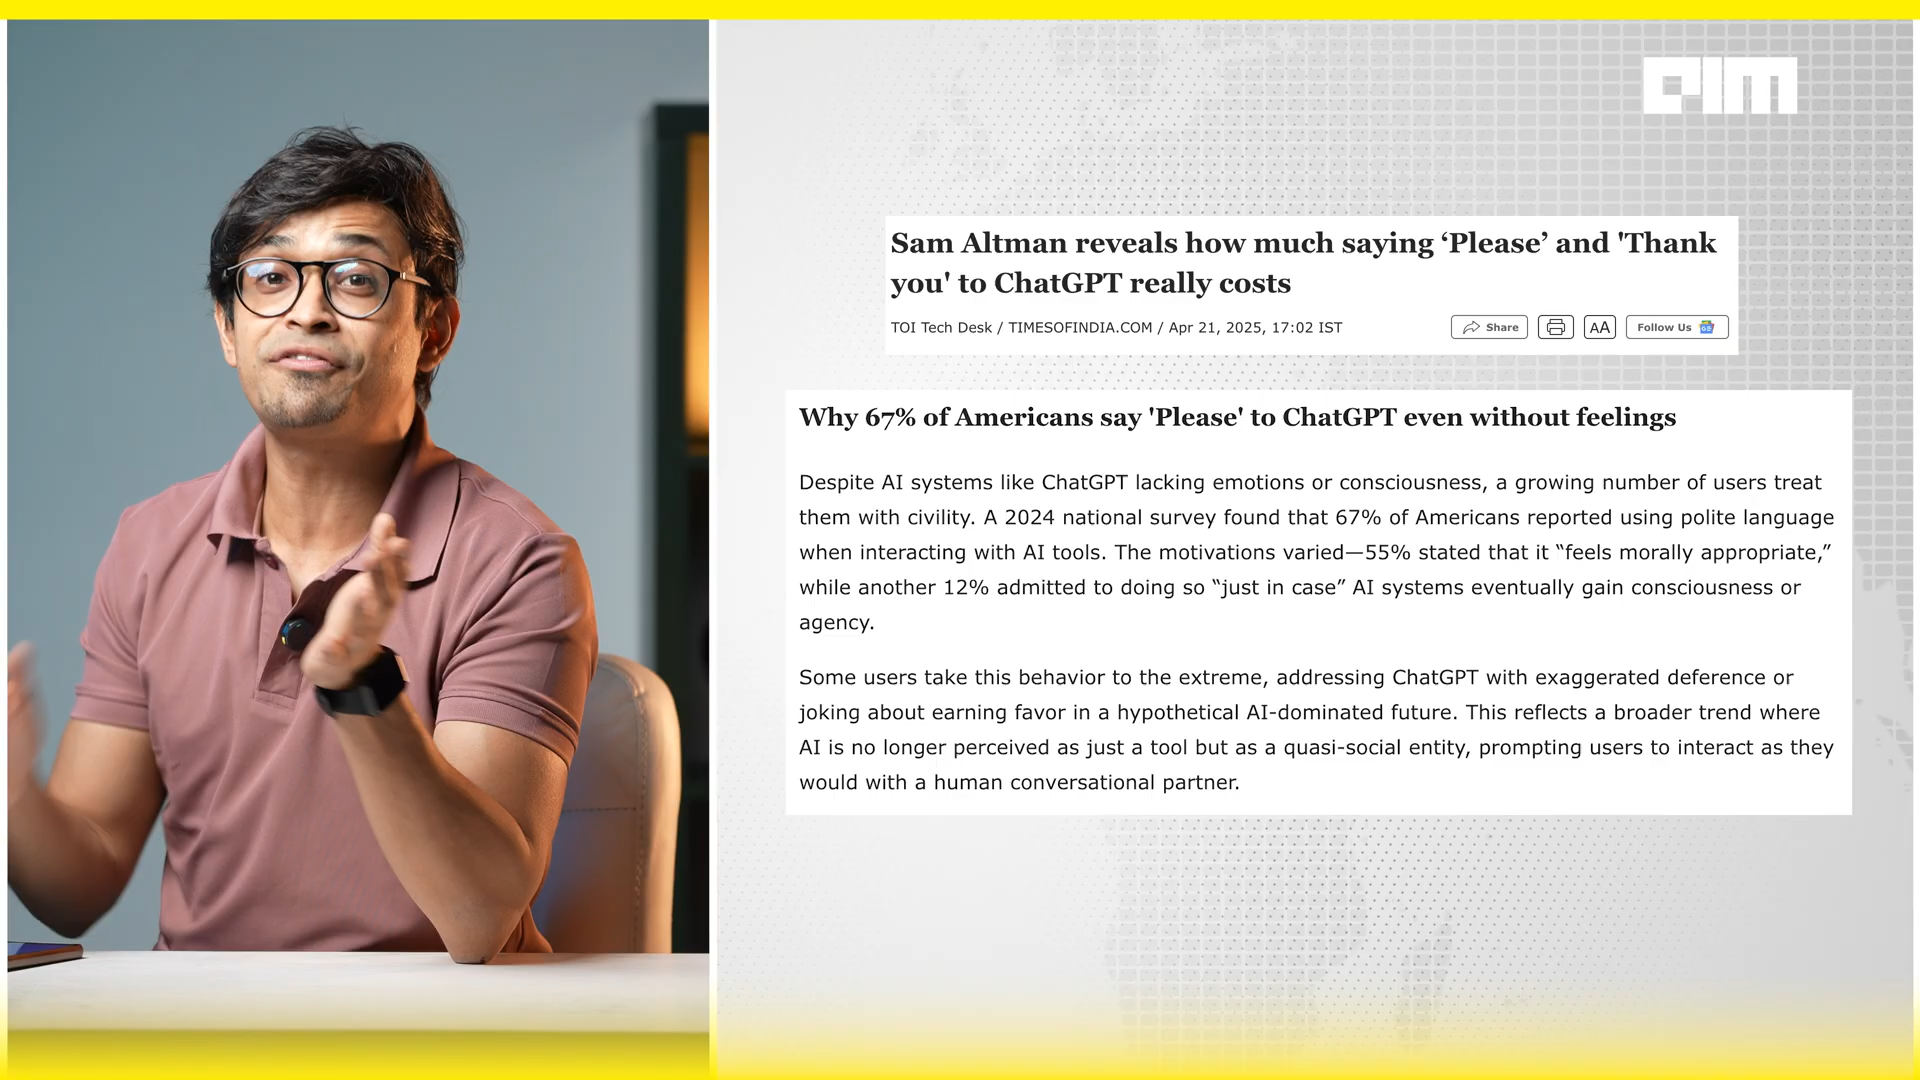 AIM
Sam Altman reveals how much saying ‘Please’ and 'Thank
you' to ChatGPT really costs
TOI Tech Desk / TIMESOFINDIA.COM / Apr 21, 2025, 17:02 IST
Share
AA
Follow Us
Why 67% of Americans say 'Please' to ChatGPT even without feelings
Despite AI systems like ChatGPT lacking emotions or consciousness, a growing number of users treat
them with civility. A 2024 national survey found that 67% of Americans reported using polite language
when interacting with AI tools. The motivations varied—55% stated that it “feels morally appropriate,”
while another 12% admitted to doing so “just in case” AI systems eventually gain consciousness or
agency.
Some users take this behavior to the extreme, addressing ChatGPT with exaggerated deference or
joking about earning favor in a hypothetical AI-dominated future. This reflects a broader trend where
AI is no longer perceived as just a tool but as a quasi-social entity, prompting users to interact as they
would with a human conversational partner.